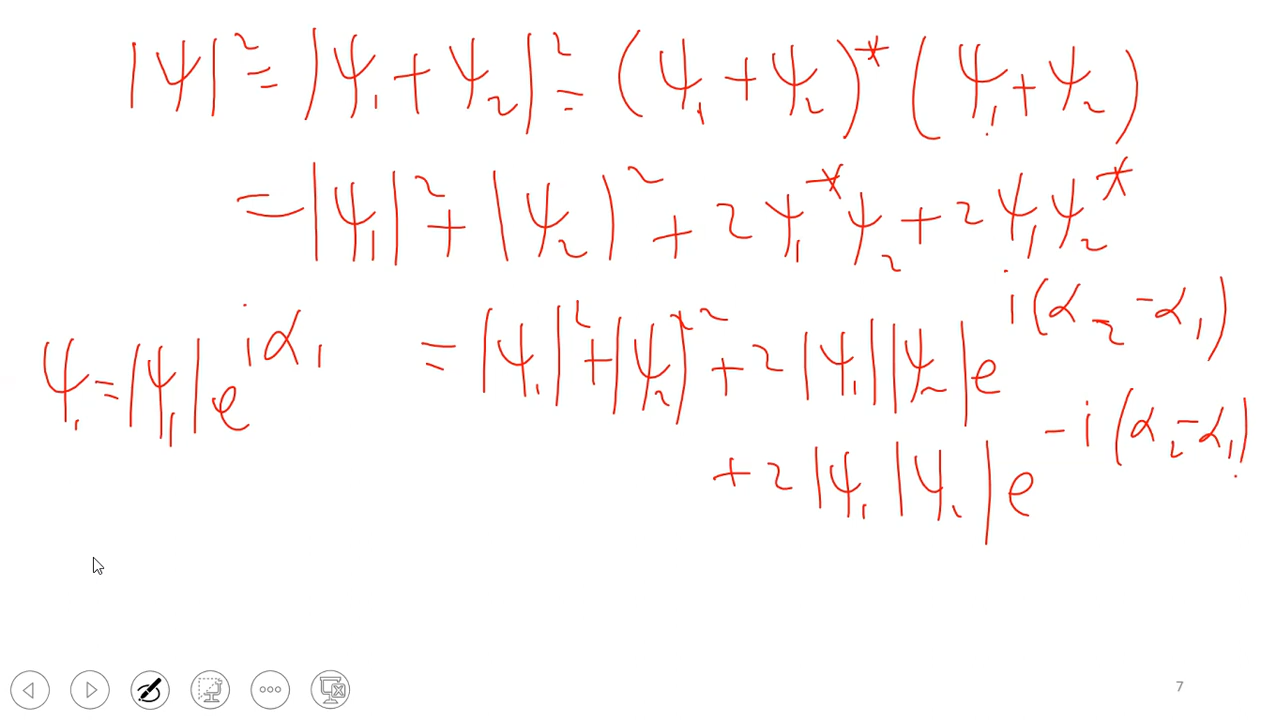 |ψ|² = |ψ₁ + ψ₂|² = (ψ₁ + ψ₂)* (ψ₁ + ψ₂)
= |ψ₁|² + |ψ₂|² + 2ψ₁*ψ₂ + 2ψ₁ψ₂*
ψ₁ = |ψ₁| e^{iα₁}
= |ψ₁|² + |ψ₂|² + 2|ψ₁||ψ₂| e^{i(α₂ - α₁)}
+ 2|ψ₁|ψ₁| e^{-i(α₂ - α₁)}
7